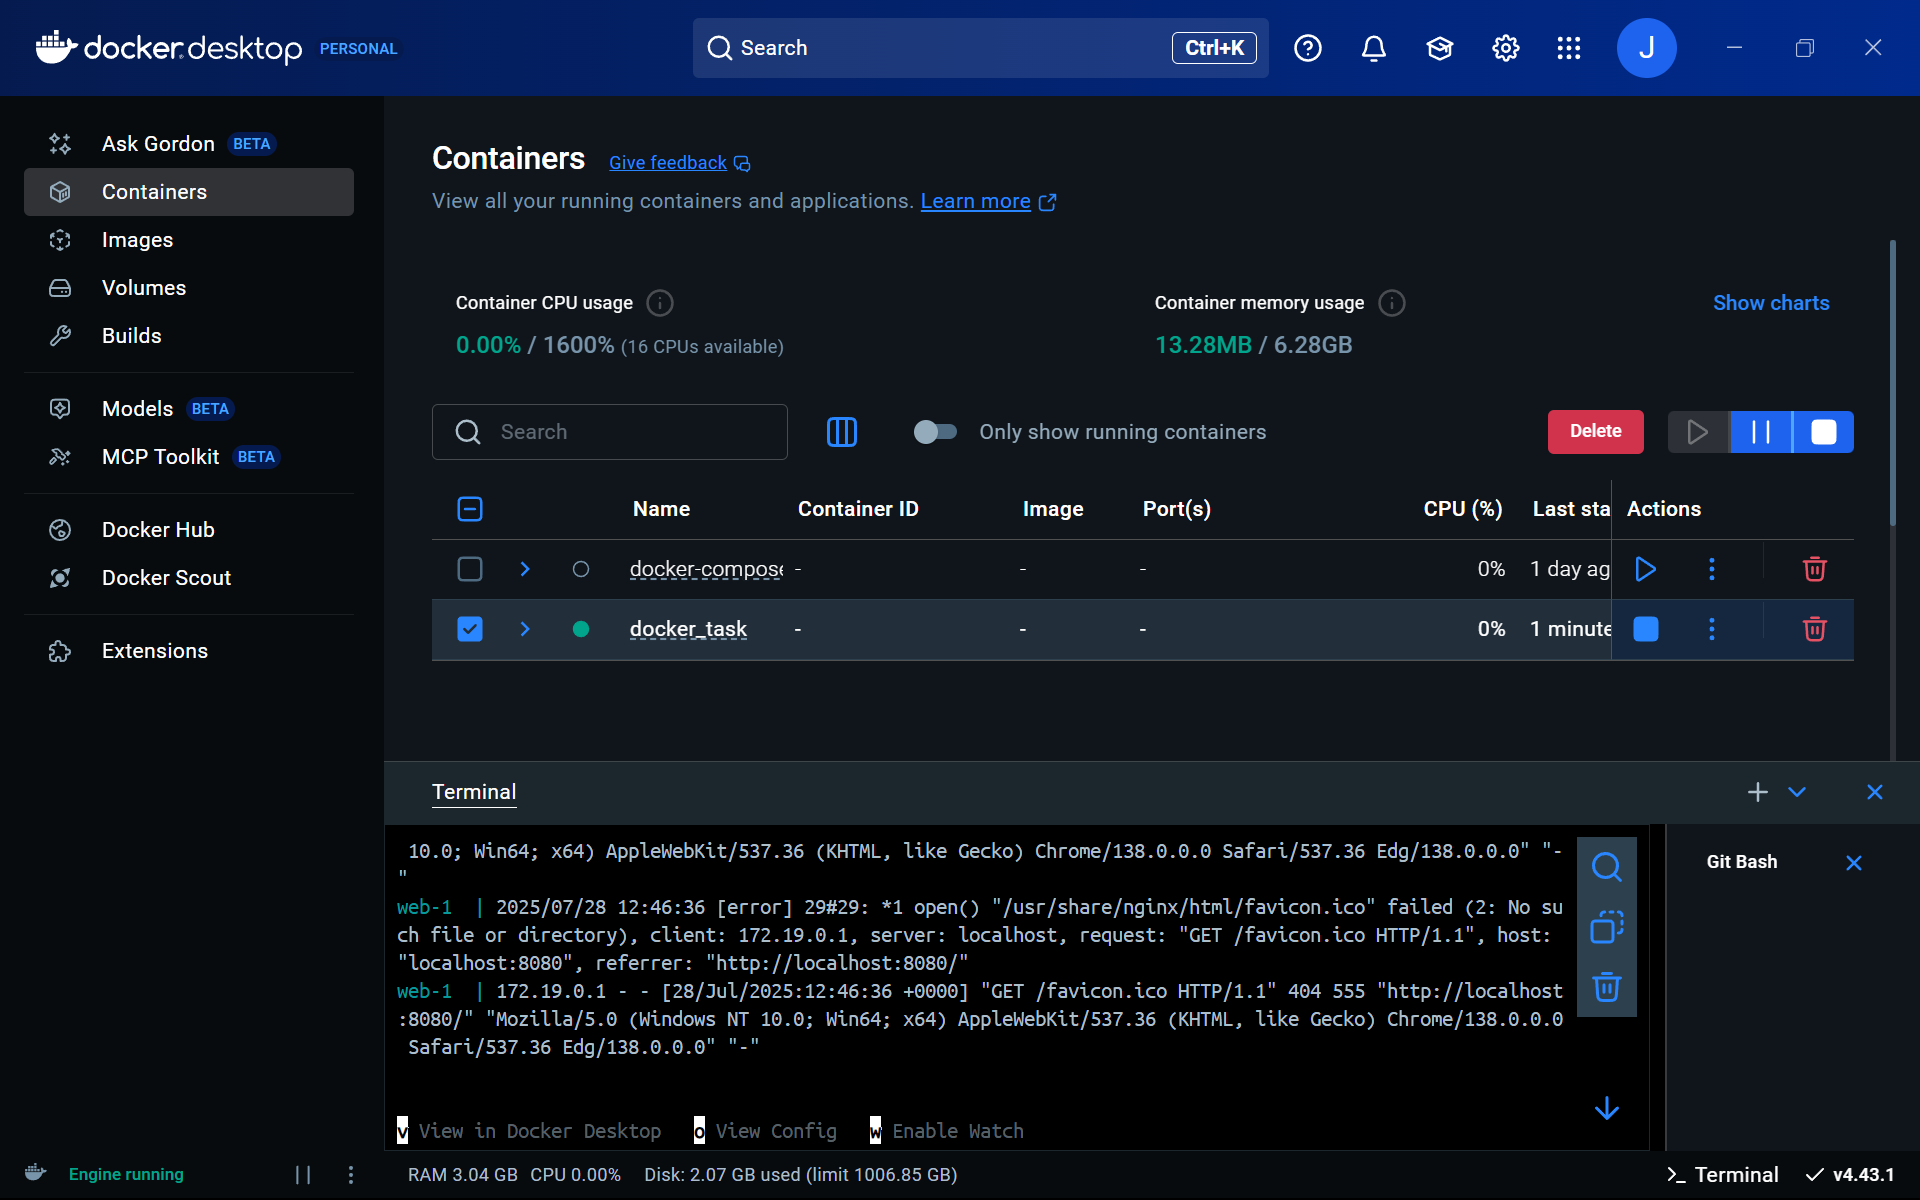 docker.desktop PERSONAL
Search Ctrl+K
J
Ask Gordon BETA
Containers
Images
Volumes
Builds
Models BETA
MCP Toolkit BETA
Docker Hub
Docker Scout
Extensions
Containers Give feedback
View all your running containers and applications. Learn more
Container CPU usage
0.00% / 1600% (16 CPUs available)
Container memory usage
13.28MB / 6.28GB
Show charts
Search
Only show running containers
Delete
Name Container ID Image Port(s) CPU (%) Last sta Actions
docker-compose - - - 0% 1 day ag
docker_task - - - 0% 1 minute
Terminal
10.0; Win64; x64) AppleWebKit/537.36 (KHTML, like Gecko) Chrome/138.0.0.0 Safari/537.36 Edg/138.0.0.0" "-
"
web-1 | 2025/07/28 12:46:36 [error] 29#29: *1 open() "/usr/share/nginx/html/favicon.ico" failed (2: No su
ch file or directory), client: 172.19.0.1, server: localhost, request: "GET /favicon.ico HTTP/1.1", host:
"localhost:8080", referrer: "http://localhost:8080/"
web-1 | 172.19.0.1 - - [28/Jul/2025:12:46:36 +0000] "GET /favicon.ico HTTP/1.1" 404 555 "http://localhost
:8080/" "Mozilla/5.0 (Windows NT 10.0; Win64; x64) AppleWebKit/537.36 (KHTML, like Gecko) Chrome/138.0.0.0
Safari/537.36 Edg/138.0.0.0" "-"
v View in Docker Desktop o View Config w Enable Watch
Git Bash
Engine running
RAM 3.04 GB CPU 0.00% Disk: 2.07 GB used (limit 1006.85 GB)
>_ Terminal
v4.43.1